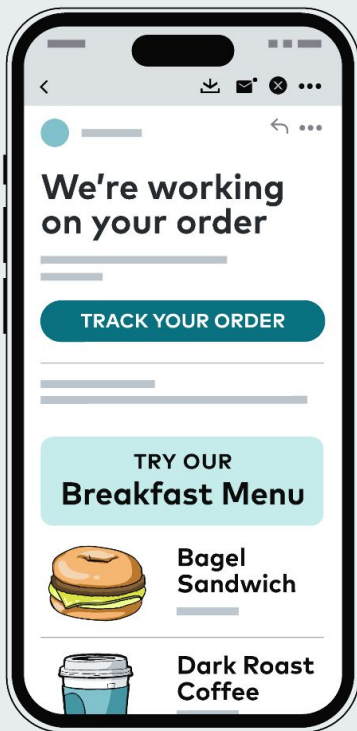 We're working
on your order
TRACK YOUR ORDER
TRY OUR
Breakfast Menu
Bagel
Sandwich
Dark Roast
Coffee